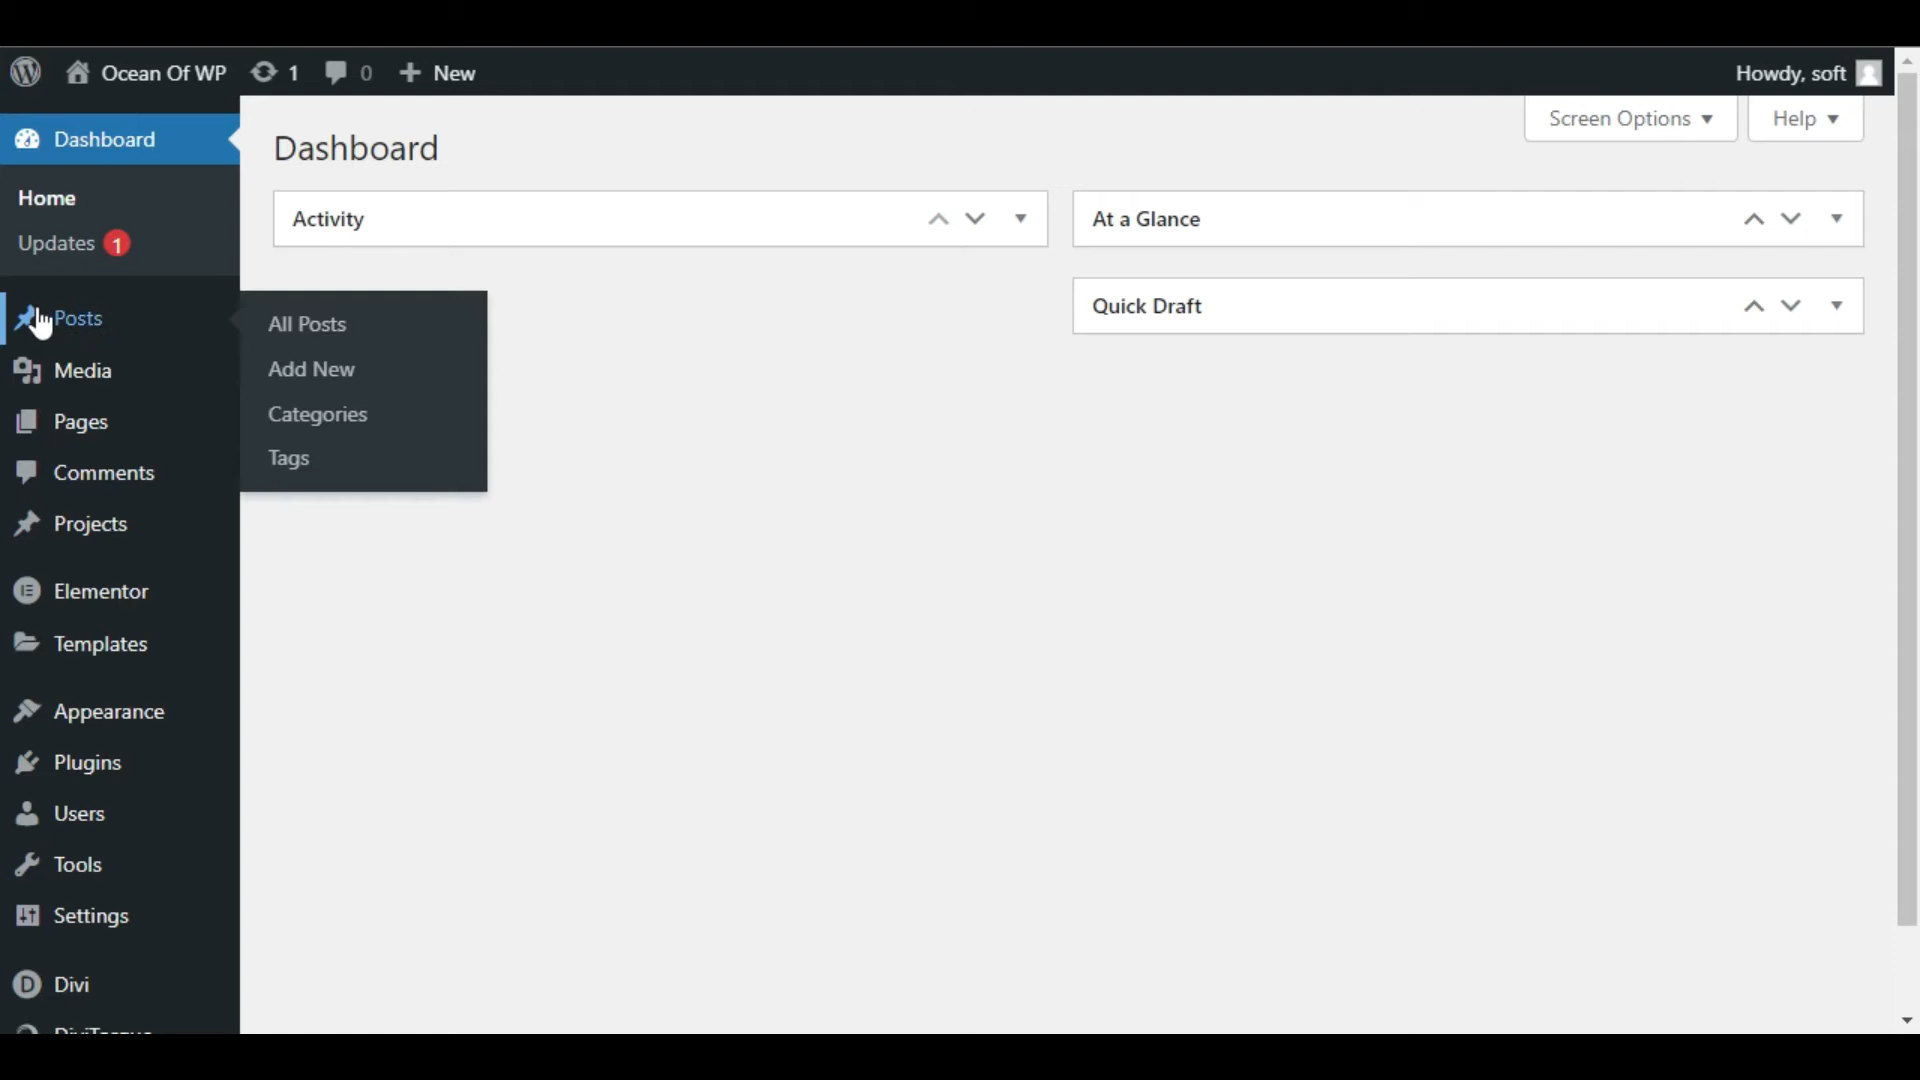 Ocean Of WP
1
0
New
Howdy, soft
Dashboard
Home
Updates 1
Posts
Media
Pages
Comments
Projects
Elementor
Templates
Appearance
Plugins
Users
Tools
Settings
Divi
All Posts
Add New
Categories
Tags
Dashboard
Screen Options
Help
Activity
At a Glance
Quick Draft